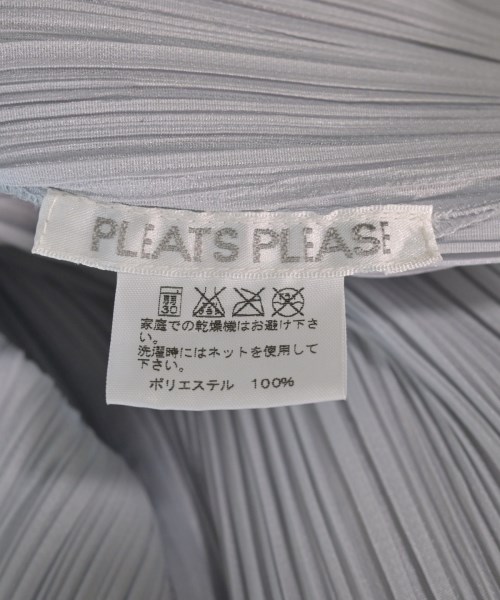 PLEATS PLEASE
弱
30
家庭での乾燥機はお避け下さ
い。
洗濯時にはネットを使用して
下さい。
ポリエステル 100%